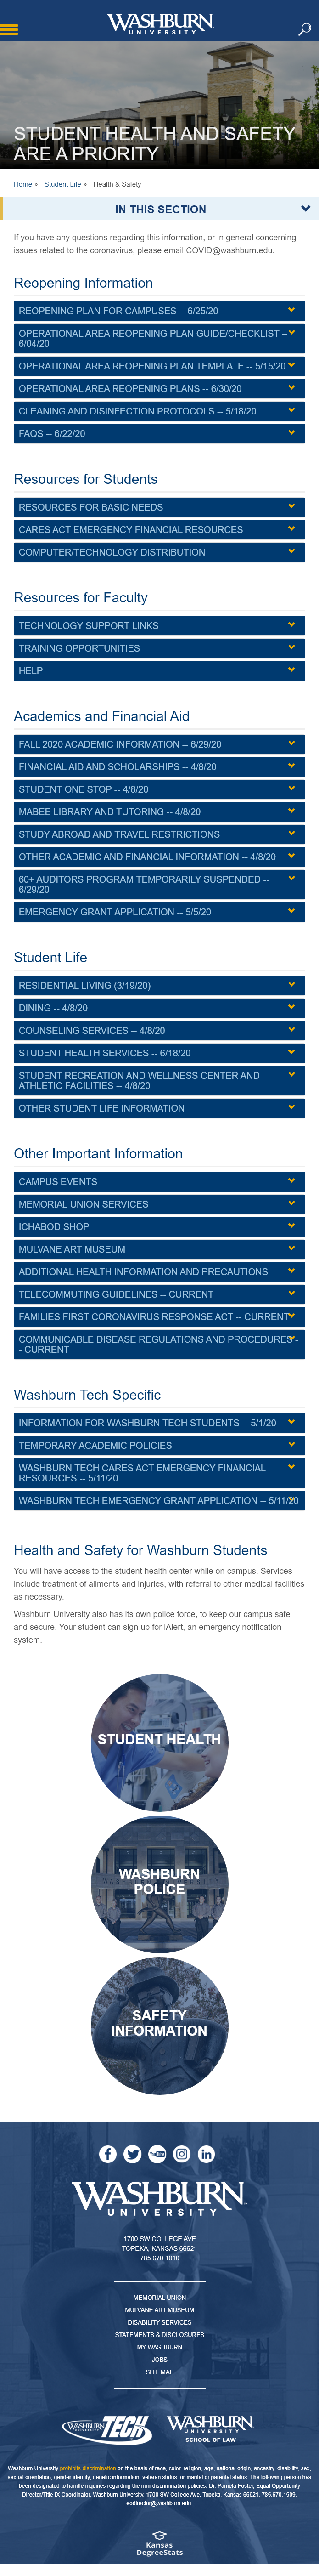 WASHBURN
UNIVERSITY
STUDENT HEALTH AND SAFETY
ARE A PRIORITY
Home » Student Life » Health & Safety
IN THIS SECTION
If you have any questions regarding this information, or in general concerning
issues related to the coronavirus, please email COVID@washburn.edu.
Reopening Information
REOPENING PLAN FOR CAMPUSES -- 6/25/20
OPERATIONAL AREA REOPENING PLAN GUIDE/CHECKLIST –
6/04/20
OPERATIONAL AREA REOPENING PLAN TEMPLATE -- 5/15/20
OPERATIONAL AREA REOPENING PLANS -- 6/30/20
CLEANING AND DISINFECTION PROTOCOLS -- 5/18/20
FAQS -- 6/22/20
Resources for Students
RESOURCES FOR BASIC NEEDS
CARES ACT EMERGENCY FINANCIAL RESOURCES
COMPUTER/TECHNOLOGY DISTRIBUTION
Resources for Faculty
TECHNOLOGY SUPPORT LINKS
TRAINING OPPORTUNITIES
HELP
Academics and Financial Aid
FALL 2020 ACADEMIC INFORMATION -- 6/29/20
FINANCIAL AID AND SCHOLARSHIPS -- 4/8/20
STUDENT ONE STOP -- 4/8/20
MABEE LIBRARY AND TUTORING -- 4/8/20
STUDY ABROAD AND TRAVEL RESTRICTIONS
OTHER ACADEMIC AND FINANCIAL INFORMATION -- 4/8/20
60+ AUDITORS PROGRAM TEMPORARILY SUSPENDED --
6/29/20
EMERGENCY GRANT APPLICATION -- 5/5/20
Student Life
RESIDENTIAL LIVING (3/19/20)
DINING -- 4/8/20
COUNSELING SERVICES -- 4/8/20
STUDENT HEALTH SERVICES -- 6/18/20
STUDENT RECREATION AND WELLNESS CENTER AND
ATHLETIC FACILITIES -- 4/8/20
OTHER STUDENT LIFE INFORMATION
Other Important Information
CAMPUS EVENTS
MEMORIAL UNION SERVICES
ICHABOD SHOP
MULVANE ART MUSEUM
ADDITIONAL HEALTH INFORMATION AND PRECAUTIONS
TELECOMMUTING GUIDELINES -- CURRENT
FAMILIES FIRST CORONAVIRUS RESPONSE ACT -- CURRENT
COMMUNICABLE DISEASE REGULATIONS AND PROCEDURES -
- CURRENT
Washburn Tech Specific
INFORMATION FOR WASHBURN TECH STUDENTS -- 5/1/20
TEMPORARY ACADEMIC POLICIES
WASHBURN TECH CARES ACT EMERGENCY FINANCIAL
RESOURCES -- 5/11/20
WASHBURN TECH EMERGENCY GRANT APPLICATION -- 5/11/20
Health and Safety for Washburn Students
You will have access to the student health center while on campus. Services
include treatment of ailments and injuries, with referral to other medical facilities
as necessary.
Washburn University also has its own police force, to keep our campus safe
and secure. Your student can sign up for iAlert, an emergency notification
system.
STUDENT HEALTH
WASHBURN
POLICE
SAFETY
INFORMATION
YouTube
WASHBURN
UNIVERSITY
1700 SW COLLEGE AVE
TOPEKA, KANSAS 66621
785.670.1010
MEMORIAL UNION
MULVANE ART MUSEUM
DISABILITY SERVICES
STATEMENTS & DISCLOSURES
MY WASHBURN
JOBS
SITE MAP
WASHBURN UNIVERSITY TECH
WASHBURN
UNIVERSITY
SCHOOL OF LAW
Washburn University prohibits discrimination on the basis of race, color, religion, age, national origin, ancestry, disability, sex,
sexual orientation, gender identity, genetic information, veteran status, or marital or parental status. The following person has
been designated to handle inquiries regarding the non-discrimination policies: Dr. Pamela Foster, Equal Opportunity
Director/Title IX Coordinator, Washburn University, 1700 SW College Ave, Topeka, Kansas 66621, 785.670.1509,
eodirector@washburn.edu.
Kansas
DegreeStats